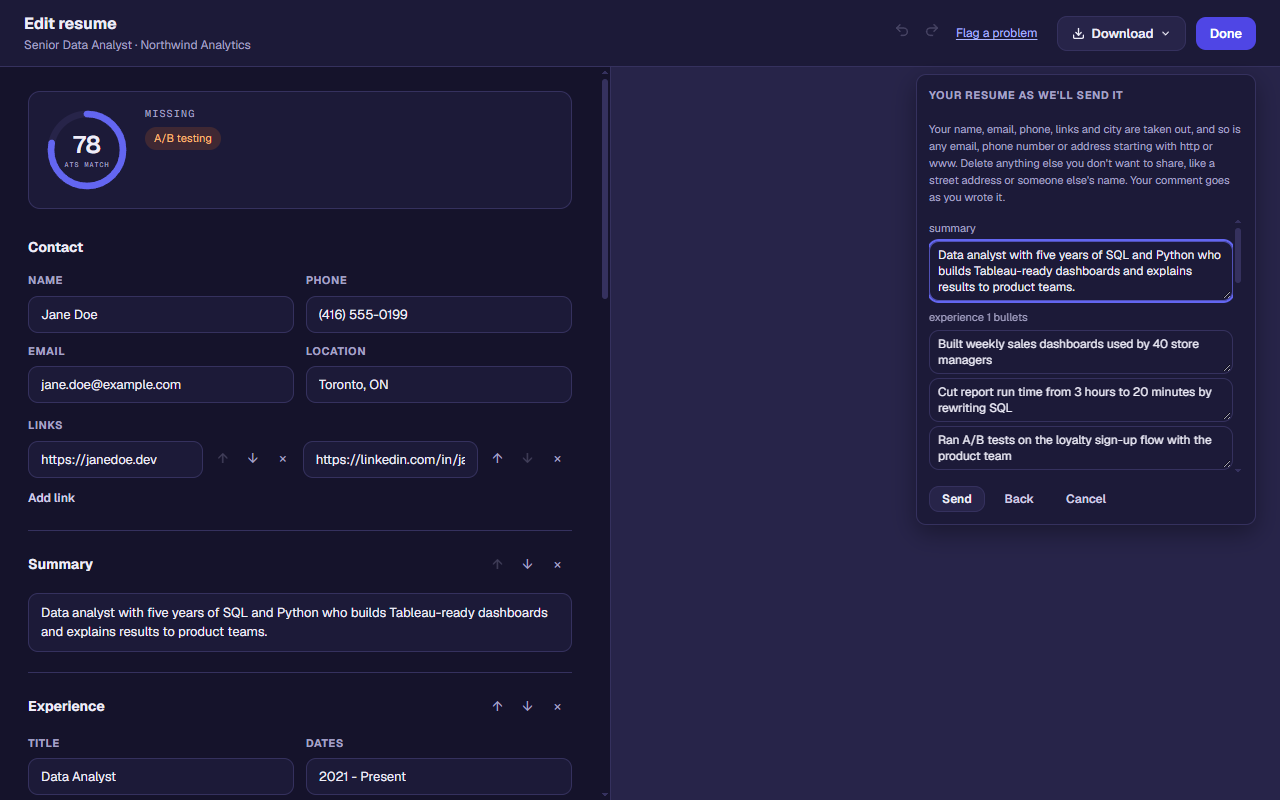 Edit resume
Senior Data Analyst · Northwind Analytics
Flag a problem
Download
Done
78
ATS MATCH
MISSING
A/B testing
Contact
NAME
PHONE
Jane Doe
(416) 555-0199
EMAIL
LOCATION
jane.doe@example.com
Toronto, ON
LINKS
https://janedoe.dev
https://linkedin.com/in/ja
Add link
Summary
Data analyst with five years of SQL and Python who builds Tableau-ready dashboards
and explains results to product teams.
Experience
TITLE
DATES
Data Analyst
2021 - Present
YOUR RESUME AS WE'LL SEND IT
Your name, email, phone, links and city are taken out, and so is
any email, phone number or address starting with http or
www. Delete anything else you don't want to share, like a
street address or someone else's name. Your comment goes
as you wrote it.
summary
Data analyst with five years of SQL and Python who
builds Tableau-ready dashboards and explains
results to product teams.
experience 1 bullets
Built weekly sales dashboards used by 40 store
managers
Cut report run time from 3 hours to 20 minutes by
rewriting SQL
Ran A/B tests on the loyalty sign-up flow with the
product team
Send
Back
Cancel